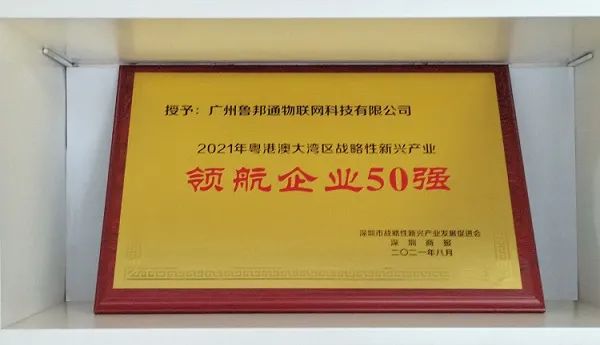 授予：广州鲁邦通物联网科技有限公司
2021年粤港澳大湾区战略性新兴产业
领航企业50强
深圳市战略性新兴产业发展促进会
深圳商报
二〇二一年八月